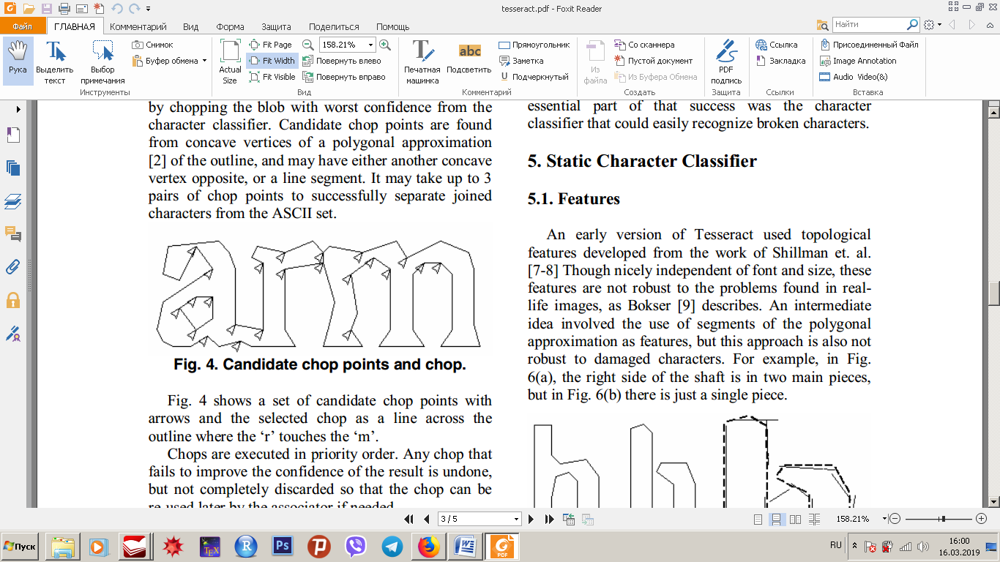 tesseract.pdf - Foxit Reader
Файл ГЛАВНАЯ Комментарий Вид Форма Защита Поделиться Помощь
Найти
Рука
Выделить текст
Выбор примечания
Снимок
Буфер обмена
Инструменты
Actual Size
Fit Page
Fit Width
Fit Visible
158.21%
Повернуть влево
Повернуть вправо
Вид
Печатная машинка
Подсветить
abc
Прямоугольник
Заметка
Подчеркнутый
Комментарий
Из файла
Со сканера
Пустой документ
Из Буфера Обмена
Создать
PDF подпись
Защита
Ссылка
Закладка
Ссылки
Присоединенный Файл
Image Annotation
Audio Video(&)
Вставка
by chopping the blob with worst confidence from the
character classifier. Candidate chop points are found
from concave vertices of a polygonal approximation
[2] of the outline, and may have either another concave
vertex opposite, or a line segment. It may take up to 3
pairs of chop points to successfully separate joined
characters from the ASCII set.
arm
Fig. 4. Candidate chop points and chop.
Fig. 4 shows a set of candidate chop points with
arrows and the selected chop as a line across the
outline where the ‘r’ touches the ‘m’.
Chops are executed in priority order. Any chop that
fails to improve the confidence of the result is undone,
but not completely discarded so that the chop can be
re-used later by the associator if needed.
essential part of that success was the character
classifier that could easily recognize broken characters.
5. Static Character Classifier
5.1. Features
An early version of Tesseract used topological
features developed from the work of Shillman et. al.
[7-8] Though nicely independent of font and size, these
features are not robust to the problems found in real-
life images, as Bokser [9] describes. An intermediate
idea involved the use of segments of the polygonal
approximation as features, but this approach is also not
robust to damaged characters. For example, in Fig.
6(a), the right side of the shaft is in two main pieces,
but in Fig. 6(b) there is just a single piece.
h h h
3 / 5
158.21%
Пуск
TEX
R
Ps
P
W
PDF
RU
16:00
16.03.2019